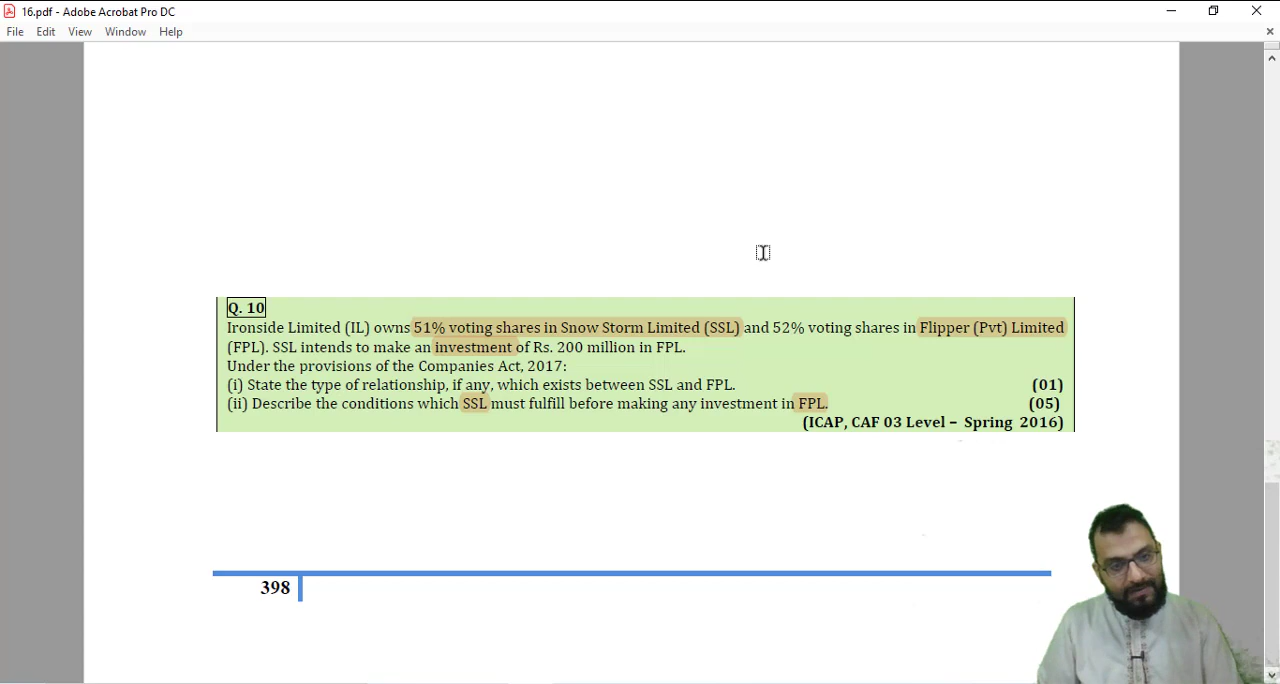 16.pdf - Adobe Acrobat Pro DC
File Edit View Window Help
Q. 10
Ironside Limited (IL) owns 51% voting shares in Snow Storm Limited (SSL) and 52% voting shares in Flipper (Pvt) Limited
(FPL). SSL intends to make an investment of Rs. 200 million in FPL.
Under the provisions of the Companies Act, 2017:
(i) State the type of relationship, if any, which exists between SSL and FPL. (01)
(ii) Describe the conditions which SSL must fulfill before making any investment in FPL. (05)
(ICAP, CAF 03 Level – Spring 2016)
398